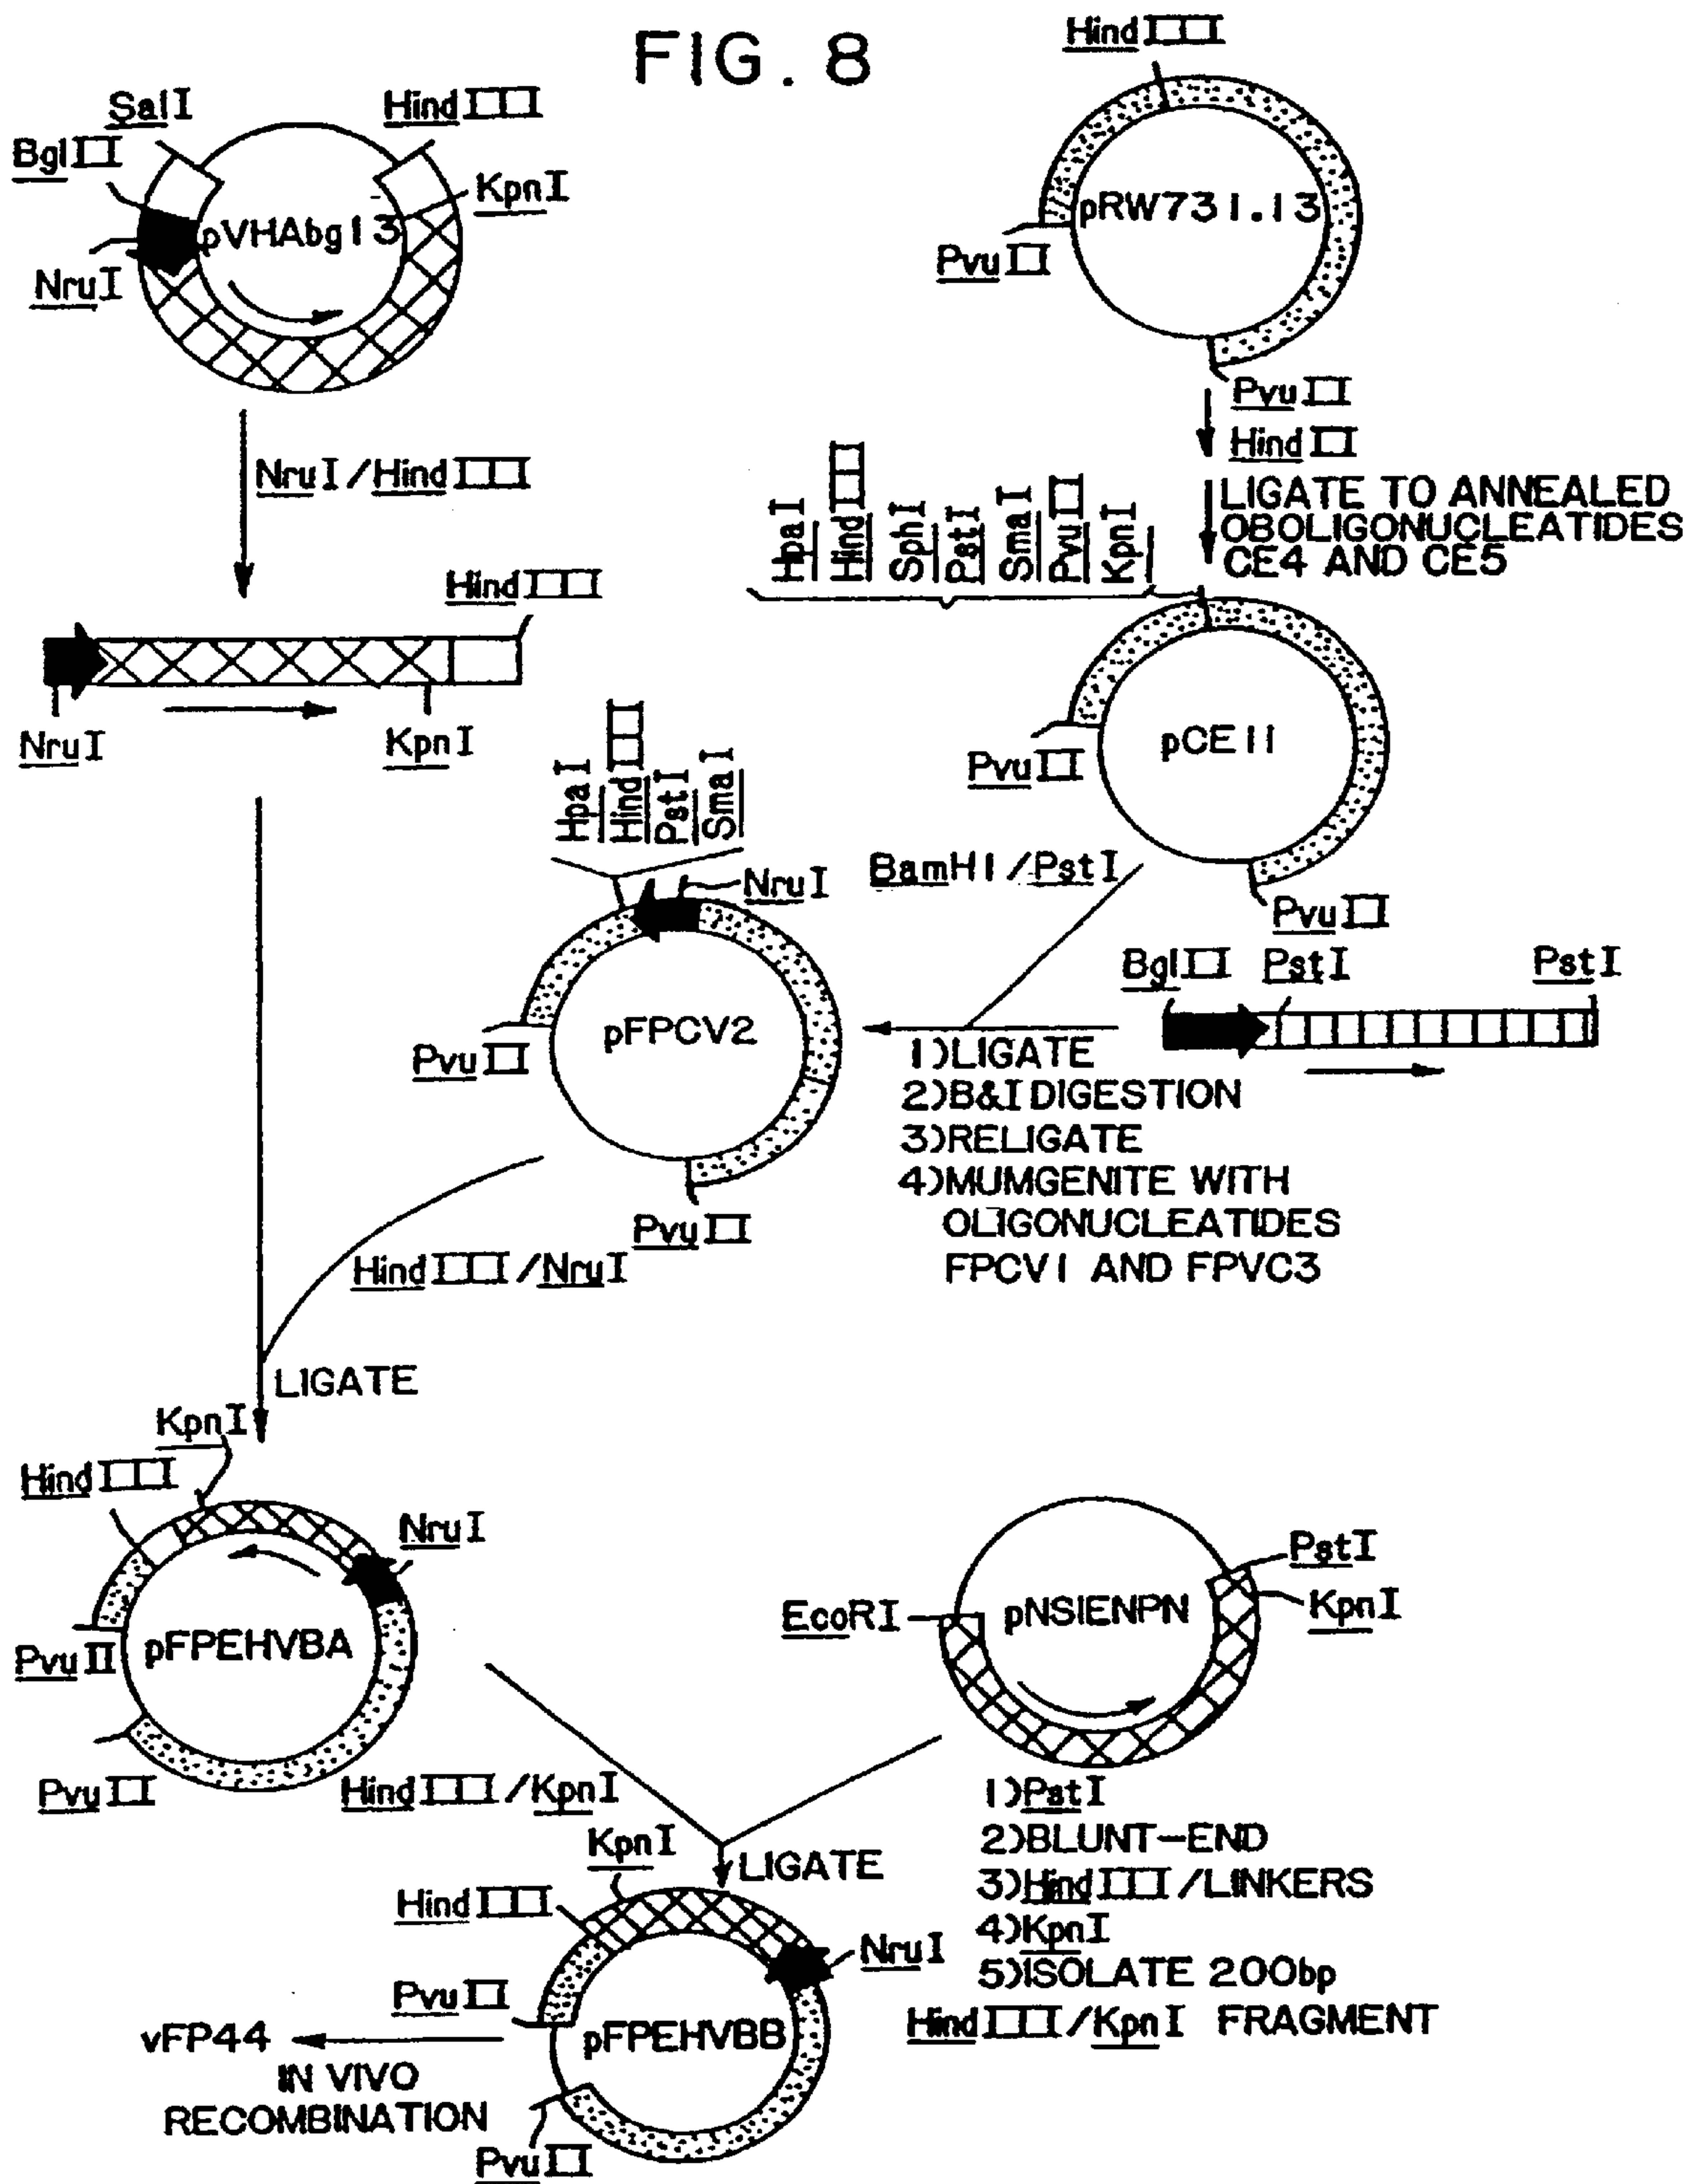 FIG. 8
HindIII
SalI
HindIII
BglII
KpnI
pVHAbg13
NruI
pRW731.13
PvuII
PvuII
HindII
NruI/HindIII
LIGATE TO ANNEALED
OBOLIGONUCLEATIDES
CE4 AND CE5
HpaI
HindIII
SphI
PstI
SmaI
PvuII
KpnI
HindIII
NruI
KpnI
pCE11
PvuII
PvuII
HpaI
HindIII
PstI
SmaI
NruI
BamHI/PstI
BglII PstI PstI
pFPCV2
PvuII
PvuII
1)LIGATE
2)B&I DIGESTION
3)RELIGATE
4)MUMGENITE WITH
OLIGONUCLEATIDES
FPCV1 AND FPVC3
HindIII/NruI
LIGATE
KpnI
HindIII
NruI
pFPEHVBA
PvuII
PvuII
HindIII/KpnI
PstI
KpnI
EcoRI
pNSIENPN
1)PstI
2)BLUNT-END
3)HindIII/LINKERS
4)KpnI
5)ISOLATE 200bp
HindIII/KpnI FRAGMENT
LIGATE
KpnI
HindIII
NruI
PvuII
pFPEHVBB
PvuII
vFP44
IN VIVO
RECOMBINATION